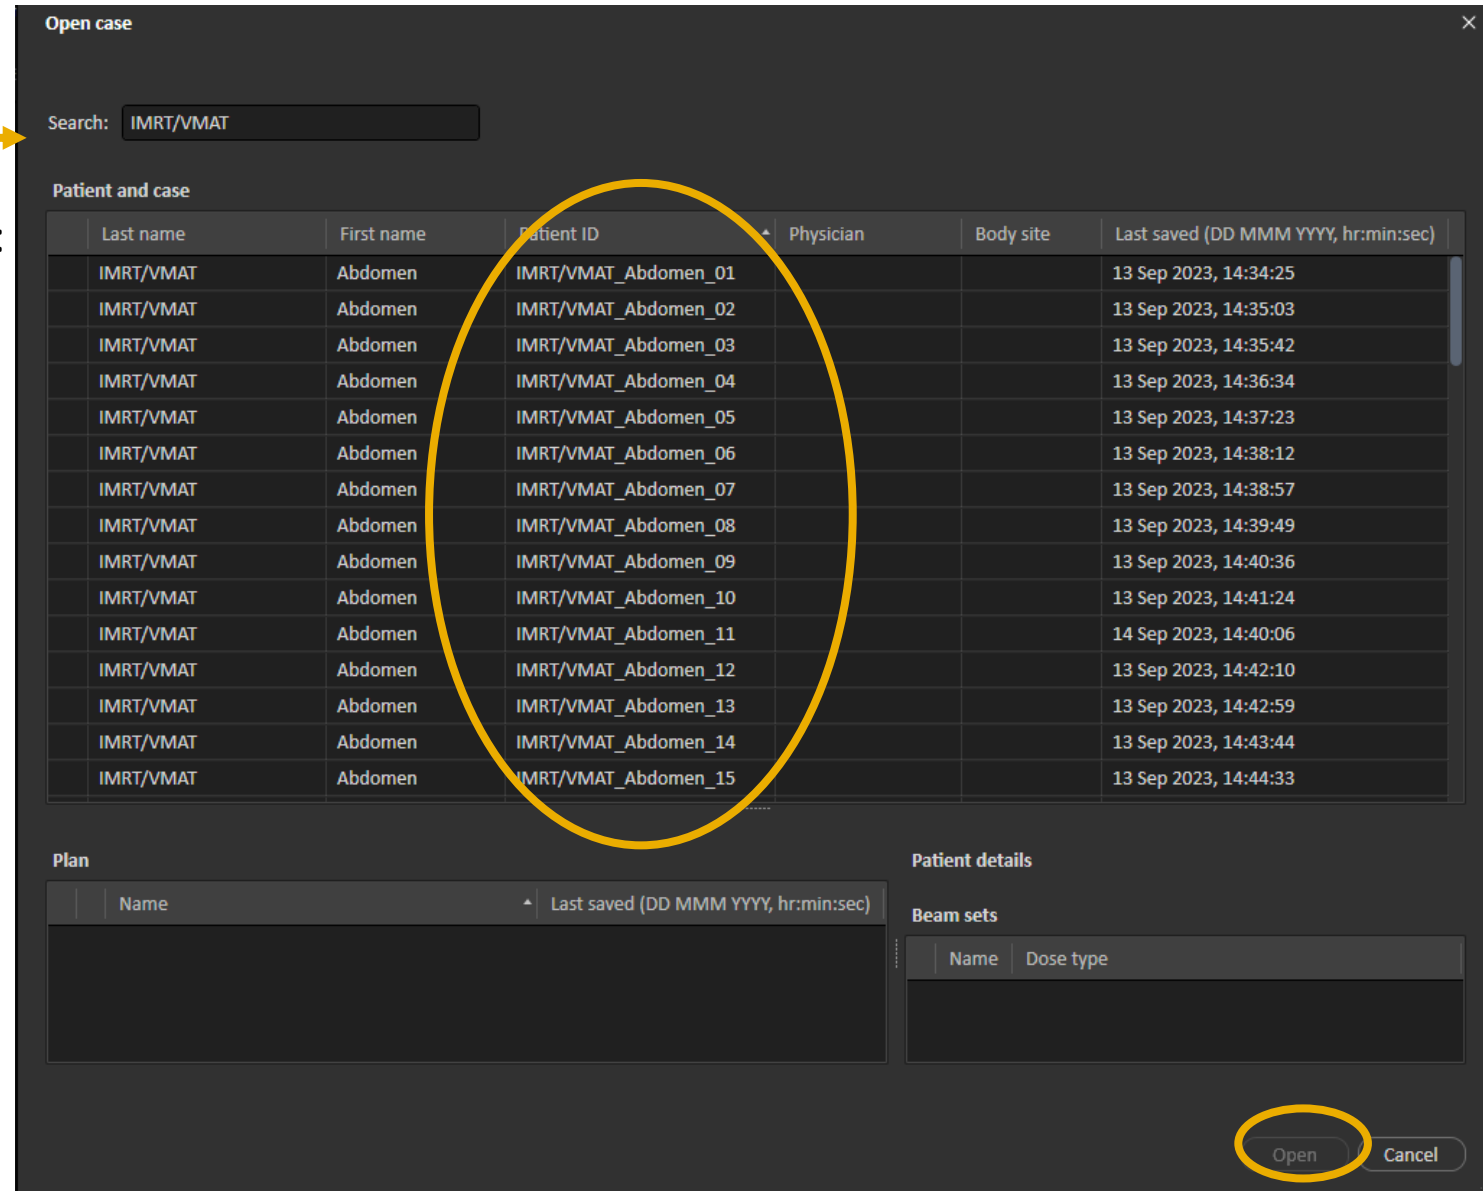 Open case
Search: IMRT/VMAT
:
Patient and case
Last name First name Patient ID Physician Body site Last saved (DD MMM YYYY, hr:min:sec)
IMRT/VMAT Abdomen IMRT/VMAT_Abdomen_01 13 Sep 2023, 14:34:25
IMRT/VMAT Abdomen IMRT/VMAT_Abdomen_02 13 Sep 2023, 14:35:03
IMRT/VMAT Abdomen IMRT/VMAT_Abdomen_03 13 Sep 2023, 14:35:42
IMRT/VMAT Abdomen IMRT/VMAT_Abdomen_04 13 Sep 2023, 14:36:34
IMRT/VMAT Abdomen IMRT/VMAT_Abdomen_05 13 Sep 2023, 14:37:23
IMRT/VMAT Abdomen IMRT/VMAT_Abdomen_06 13 Sep 2023, 14:38:12
IMRT/VMAT Abdomen IMRT/VMAT_Abdomen_07 13 Sep 2023, 14:38:57
IMRT/VMAT Abdomen IMRT/VMAT_Abdomen_08 13 Sep 2023, 14:39:49
IMRT/VMAT Abdomen IMRT/VMAT_Abdomen_09 13 Sep 2023, 14:40:36
IMRT/VMAT Abdomen IMRT/VMAT_Abdomen_10 13 Sep 2023, 14:41:24
IMRT/VMAT Abdomen IMRT/VMAT_Abdomen_11 14 Sep 2023, 14:40:06
IMRT/VMAT Abdomen IMRT/VMAT_Abdomen_12 13 Sep 2023, 14:42:10
IMRT/VMAT Abdomen IMRT/VMAT_Abdomen_13 13 Sep 2023, 14:42:59
IMRT/VMAT Abdomen IMRT/VMAT_Abdomen_14 13 Sep 2023, 14:43:44
IMRT/VMAT Abdomen IMRT/VMAT_Abdomen_15 13 Sep 2023, 14:44:33
Plan
Name Last saved (DD MMM YYYY, hr:min:sec)
Patient details
Beam sets
Name Dose type
Open Cancel